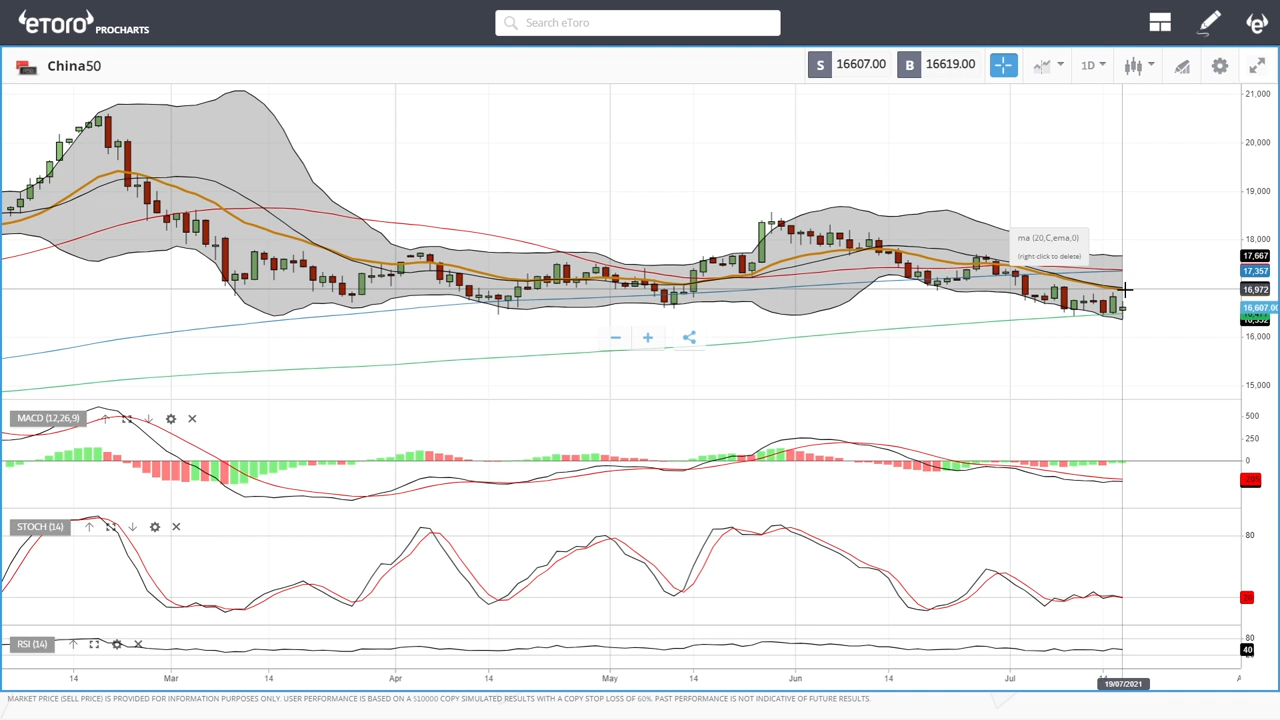 eToro PROCHARTS
Search eToro
China50
S 16607.00 B 16619.00
1D
21,000
20,000
19,000
18,000
17,667
17,357
16,972
16,607.00
16,000
15,000
ma (20,C,ema,0)
(right click to delete)
MACD (12,26,9)
500
250
0
STOCH (14)
80
20
RSI (14)
80
40
14 Mar 14 Apr 14 May 14 Jun 14 Jul
19/07/2021
MARKET PRICE (SELL PRICE) IS PROVIDED FOR INFORMATION PURPOSES ONLY. USER PERFORMANCE IS BASED ON A $10000 COPY SIMULATED RESULTS WITH A COPY STOP LOSS OF 60%. PAST PERFORMANCE IS NOT INDICATIVE OF FUTURE RESULTS.